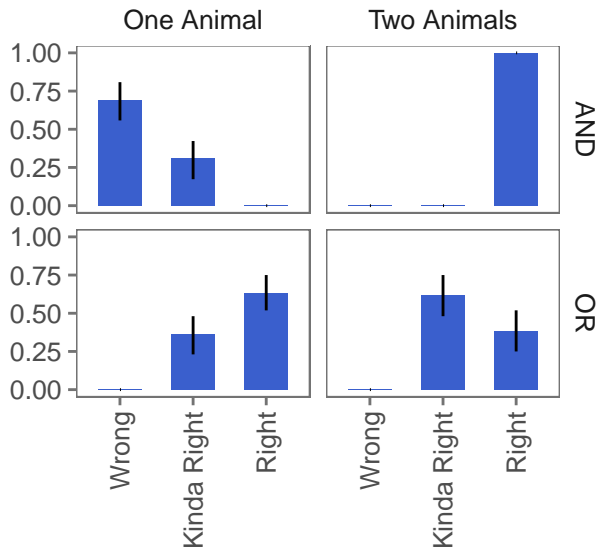 One Animal Two Animals
1.00
0.75
0.50
0.25
0.00
AND
1.00
0.75
0.50
0.25
0.00
OR
Wrong
Kinda Right
Right
Wrong
Kinda Right
Right